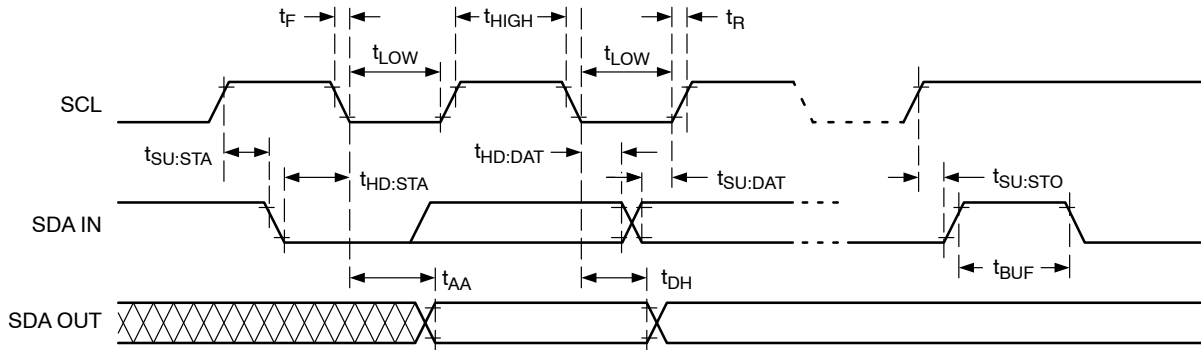 tF
tHIGH
tR
tLOW
tLOW
SCL
tSU:STA
tHD:STA
tHD:DAT
tSU:DAT
tSU:STO
SDA IN
tAA
tDH
tBUF
SDA OUT